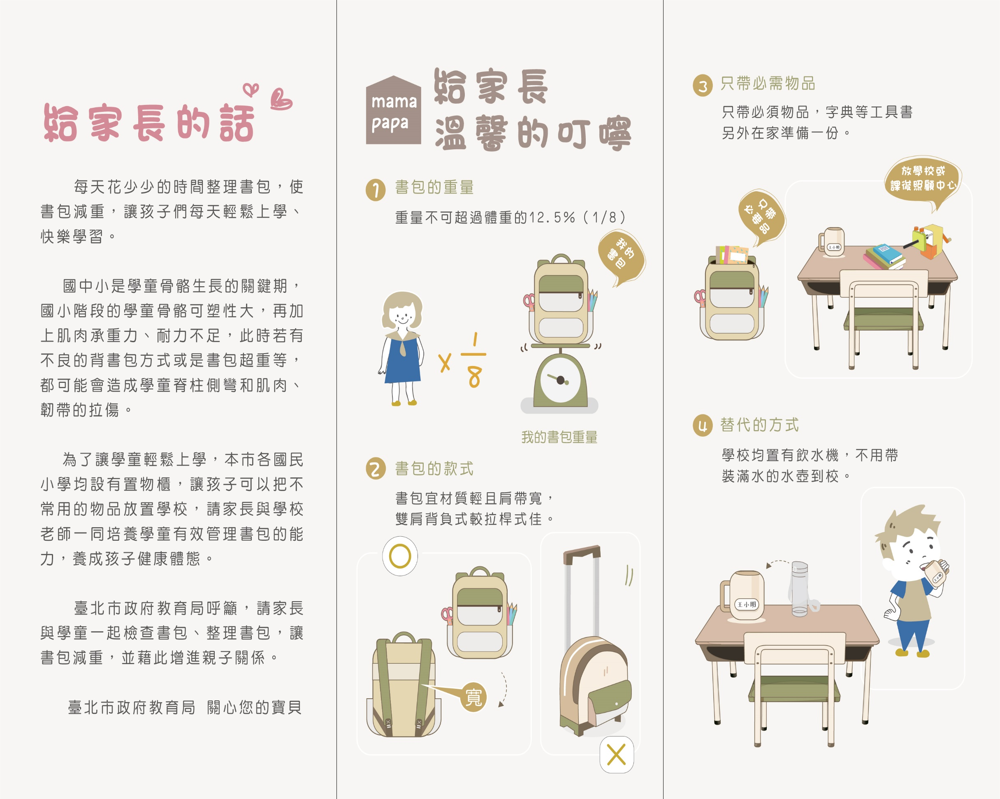 給家長的話
每天花少少的時間整理書包，使
書包減重，讓孩子們每天輕鬆上學、
快樂學習。
國中小是學童骨骼生長的關鍵期，
國小階段的學童骨骼可塑性大，再加
上肌肉承重力、耐力不足，此時若有
不良的背書包方式或是書包超重等，
都可能會造成學童脊柱側彎和肌肉、
韌帶的拉傷。
為了讓學童輕鬆上學，本市各國民
小學均設有置物櫃，讓孩子可以把不
常用的物品放置學校，請家長與學校
老師一同培養學童有效管理書包的能
力，養成孩子健康體態。
臺北市政府教育局呼籲，請家長
與學童一起檢查書包、整理書包，讓
書包減重，並藉此增進親子關係。
臺北市政府教育局 關心您的寶貝
mama
papa
給家長
溫馨的叮嚀
1 書包的重量
重量不可超過體重的12.5%（1/8）
我的
書包
x 1/8
我的書包重量
2 書包的款式
書包宜材質輕且肩帶寬，
雙肩背負式較拉桿式佳。
O
寬
X
3 只帶必需物品
只帶必須物品，字典等工具書
另外在家準備一份。
只帶
必要品
放學校或
課後照顧中心
王小明
4 替代的方式
學校均置有飲水機，不用帶
裝滿水的水壺到校。
王小明
王小明